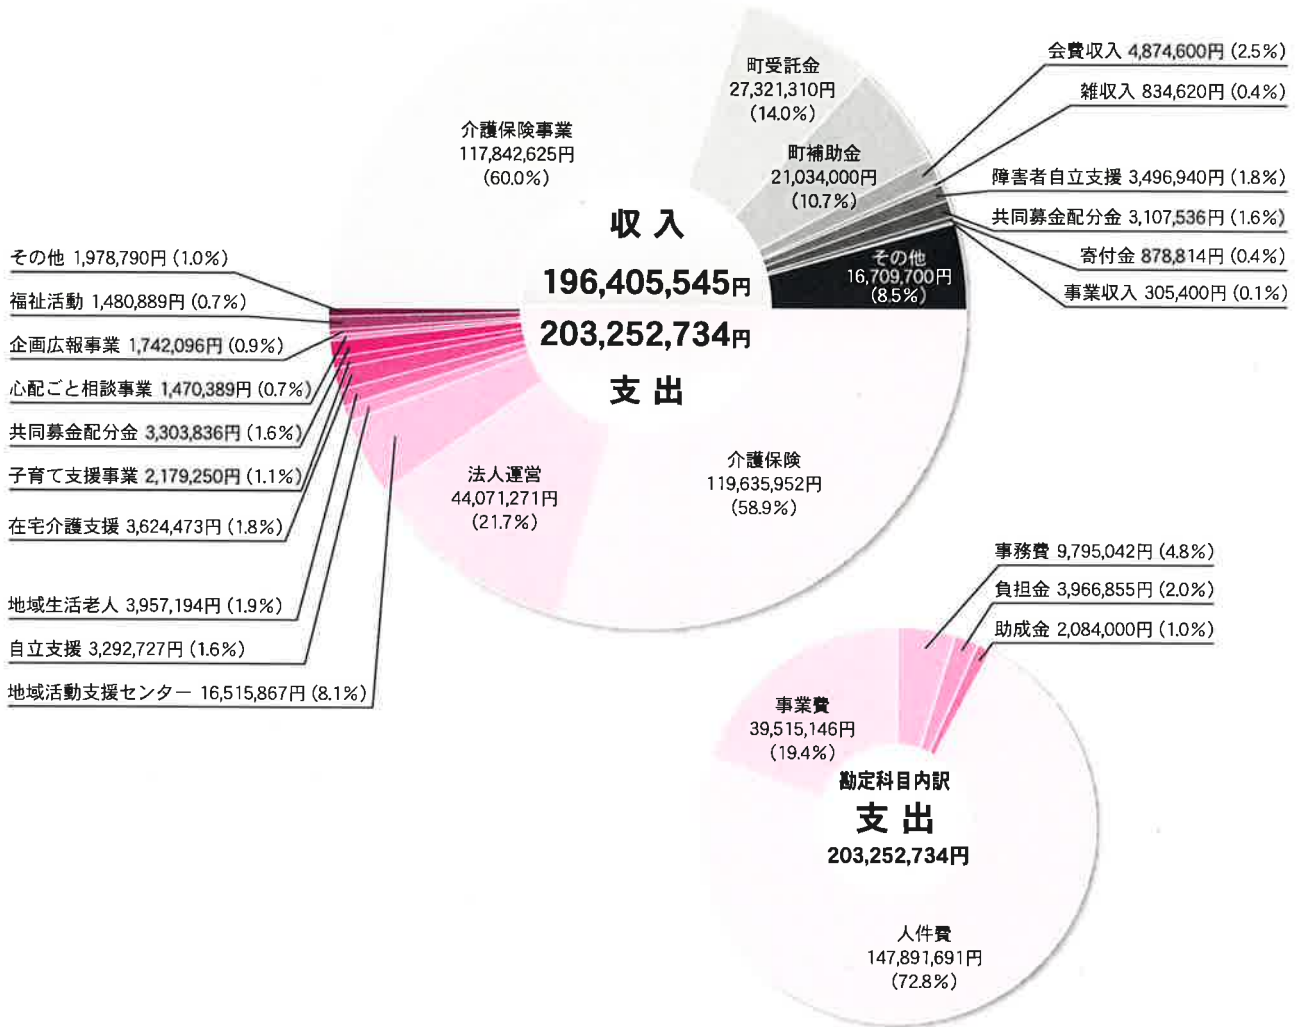 介護保険事業
117,842,625円
(60.0%)
町受託金
27,321,310円
(14.0%)
町補助金
21,034,000円
(10.7%)
会費収入 4,874,600円 (2.5%)
雑収入 834,620円 (0.4%)
障害者自立支援 3,496,940円 (1.8%)
共同募金配分金 3,107,536円 (1.6%)
寄付金 878,814円 (0.4%)
事業収入 305,400円 (0.1%)
その他
16,709,700円
(8.5%)
収入
196,405,545円
203,252,734円
支出
その他 1,978,790円 (1.0%)
福祉活動 1,480,889円 (0.7%)
企画広報事業 1,742,096円 (0.9%)
心配ごと相談事業 1,470,389円 (0.7%)
共同募金配分金 3,303,836円 (1.6%)
子育て支援事業 2,179,250円 (1.1%)
在宅介護支援 3,624,473円 (1.8%)
地域生活老人 3,957,194円 (1.9%)
自立支援 3,292,727円 (1.6%)
地域活動支援センター 16,515,867円 (8.1%)
法人運営
44,071,271円
(21.7%)
介護保険
119,635,952円
(58.9%)
事務費 9,795,042円 (4.8%)
負担金 3,966,855円 (2.0%)
助成金 2,084,000円 (1.0%)
事業費
39,515,146円
(19.4%)
勘定科目内訳
支出
203,252,734円
人件費
147,891,691円
(72.8%)